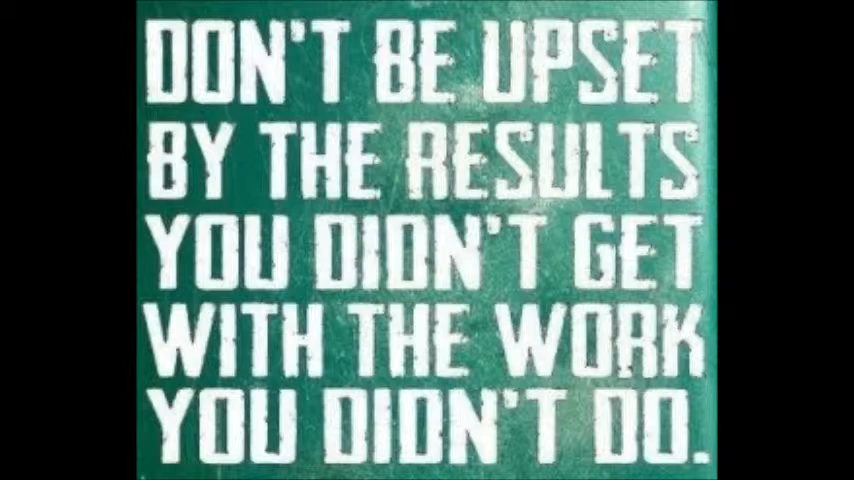 DON'T BE UPSET
BY THE RESULTS
YOU DIDN'T GET
WITH THE WORK
YOU DIDN'T DO.